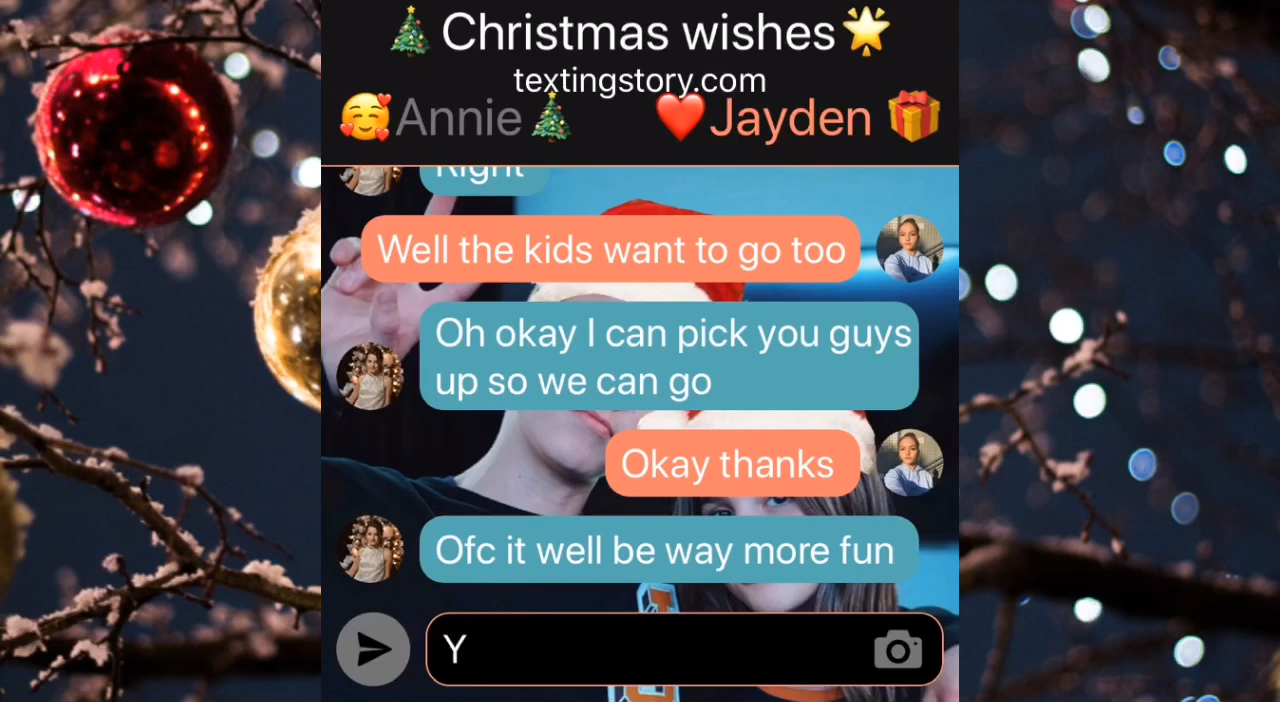 🎄Christmas wishes🌟
textingstory.com
🥰Annie🎄 ❤️Jayden 🎁
Right
Well the kids want to go too
Oh okay I can pick you guys
up so we can go
Okay thanks
Ofc it well be way more fun
Y